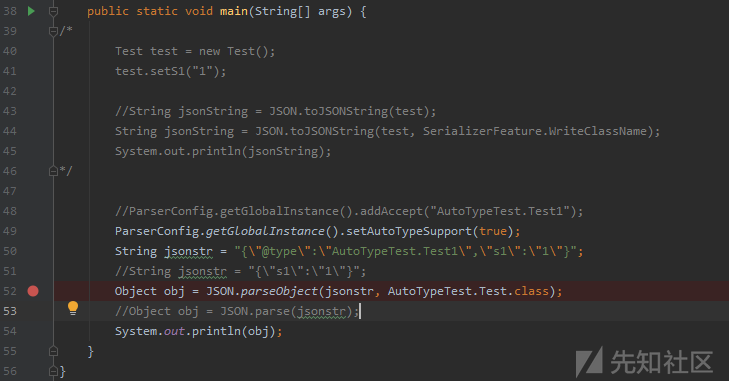 38 public static void main(String[] args) {
39 /*
40 Test test = new Test();
41 test.setS1("1");
42
43 //String jsonString = JSON.toJSONString(test);
44 String jsonString = JSON.toJSONString(test, SerializerFeature.WriteClassName);
45 System.out.println(jsonString);
46 */
47
48 //ParserConfig.getGlobalInstance().addAccept("AutoTypeTest.Test1");
49 ParserConfig.getGlobalInstance().setAutoTypeSupport(true);
50 String jsonstr = "{\"@type\":\"AutoTypeTest.Test1\",\"s1\":\"1\"}";
51 //String jsonstr = "{\"s1\":\"1\"}";
52 Object obj = JSON.parseObject(jsonstr, AutoTypeTest.Test.class);
53 //Object obj = JSON.parse(jsonstr);
54 System.out.println(obj);
55 }
56 }
先知社区